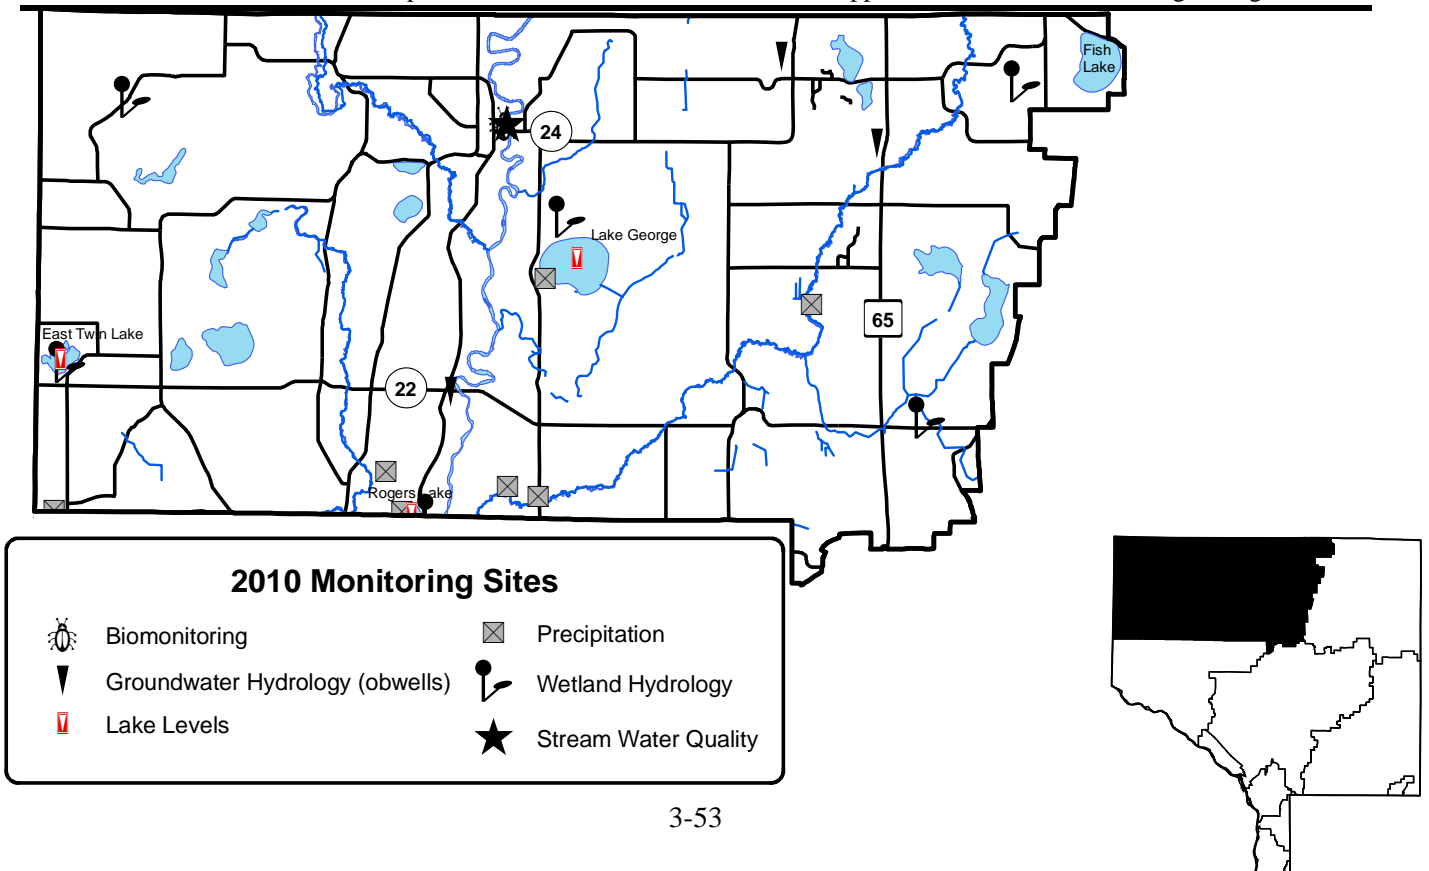 Fish
Lake
24
Lake George
65
East Twin Lake
22
Rogers Lake
2010 Monitoring Sites
Biomonitoring
Precipitation
Groundwater Hydrology (obwells)
Wetland Hydrology
Lake Levels
Stream Water Quality
3-53